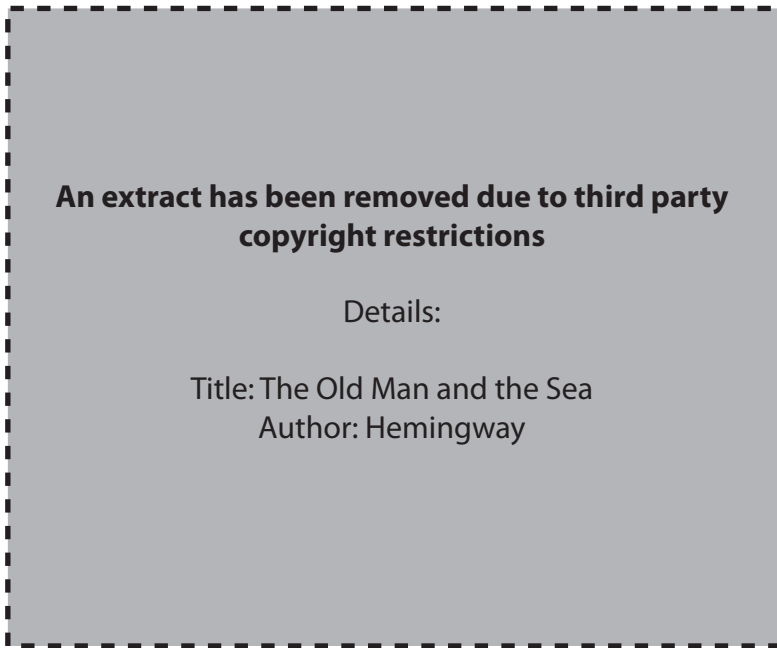 An extract has been removed due to third party
copyright restrictions
Details:
Title: The Old Man and the Sea
Author: Hemingway